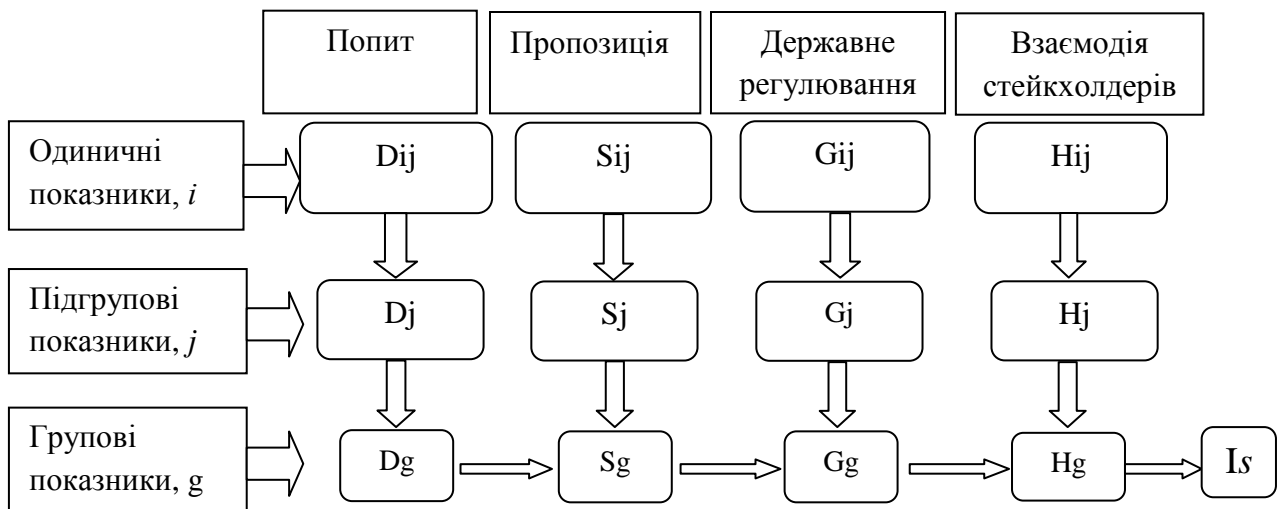 Попит
Пропозиція
Державне
регулювання
Взаємодія
стейкхолдерів
Одиничні
показники, i
Dij
Sij
Gij
Hij
Підгрупові
показники, j
Dj
Sj
Gj
Hj
Групові
показники, g
Dg
Sg
Gg
Hg
Is